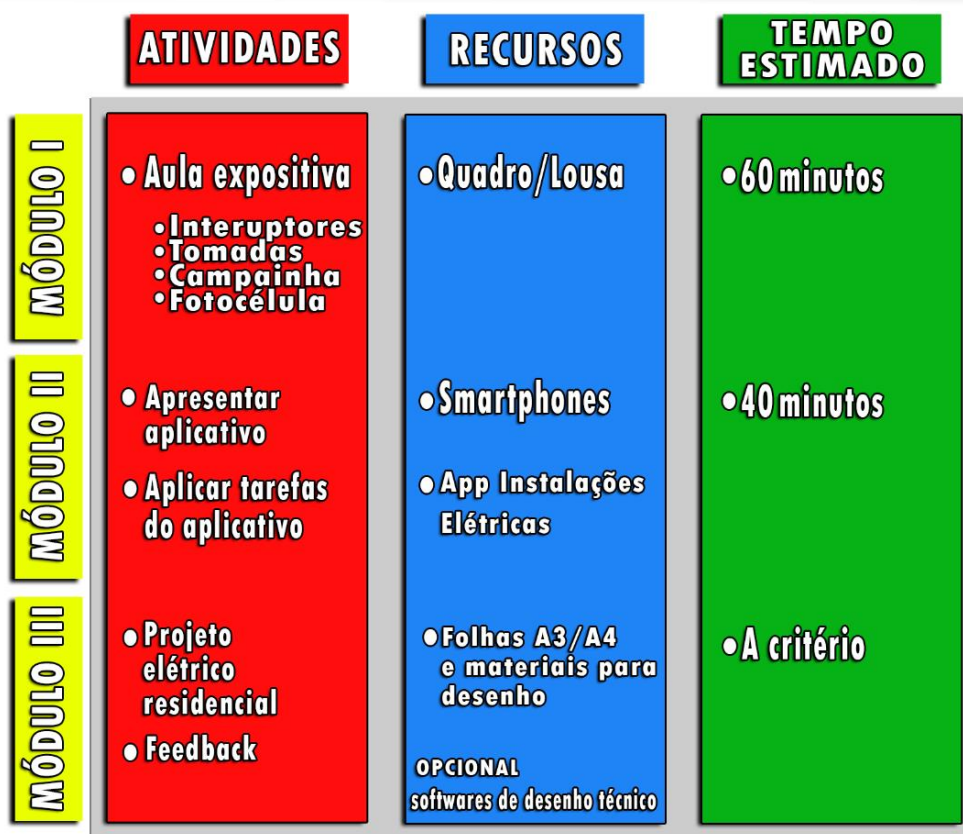 ATIVIDADES
RECURSOS
TEMPO
ESTIMADO
MÓDULO I
• Aula expositiva
• Interuptores
• Tomadas
• Campainha
• Fotocélula
• Quadro/Lousa
• 60 minutos
MÓDULO II
• Apresentar
aplicativo
• Aplicar tarefas
do aplicativo
• Smartphones
• App Instalações
Elétricas
• 40 minutos
MÓDULO III
• Projeto
elétrico
residencial
• Feedback
• Folhas A3/A4
e materiais para
desenho
OPCIONAL
softwares de desenho técnico
• A critério